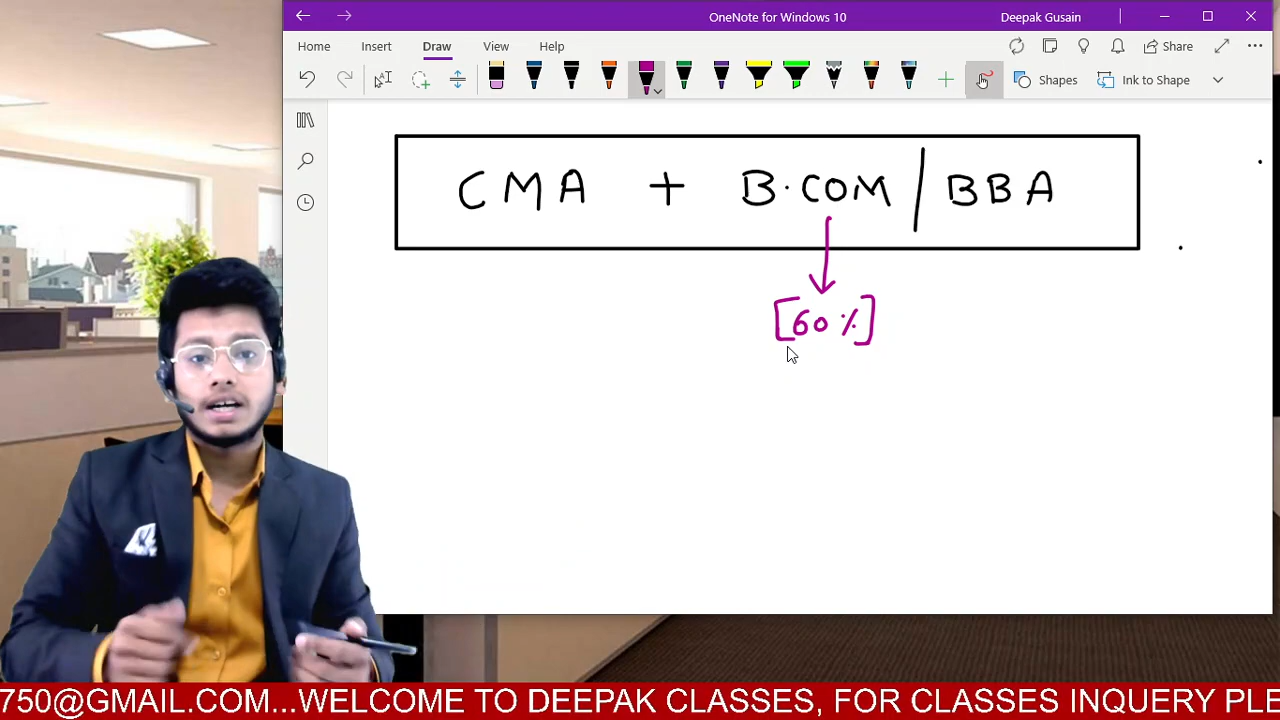 OneNote for Windows 10
Deepak Gusain
Home Insert Draw View Help
Share
Shapes
Ink to Shape
CMA + B.COM | BBA
[60%]
750@GMAIL.COM...WELCOME TO DEEPAK CLASSES, FOR CLASSES INQUERY PLE